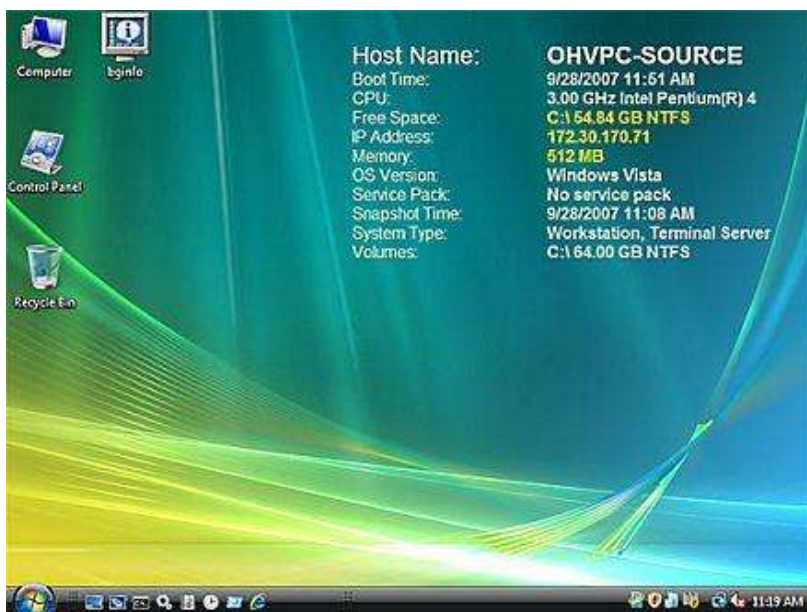 Computer
bginfo
Control Panel
Recycle Bin
Host Name: OHVPC-SOURCE
Boot Time: 9/28/2007 11:51 AM
CPU: 3.00 GHz Intel Pentium(R) 4
Free Space: C:\ 54.84 GB NTFS
IP Address: 172.30.170.71
Memory: 512 MB
OS Version: Windows Vista
Service Pack: No service pack
Snapshot Time: 9/28/2007 11:08 AM
System Type: Workstation, Terminal Server
Volumes: C:\ 64.00 GB NTFS
11:19 AM